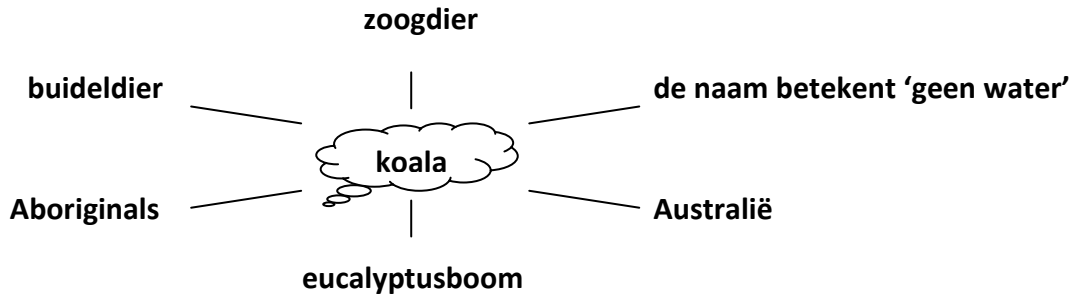 zoogdier
buideldier
de naam betekent ‘geen water’
koala
Aboriginals
Australië
eucalyptusboom